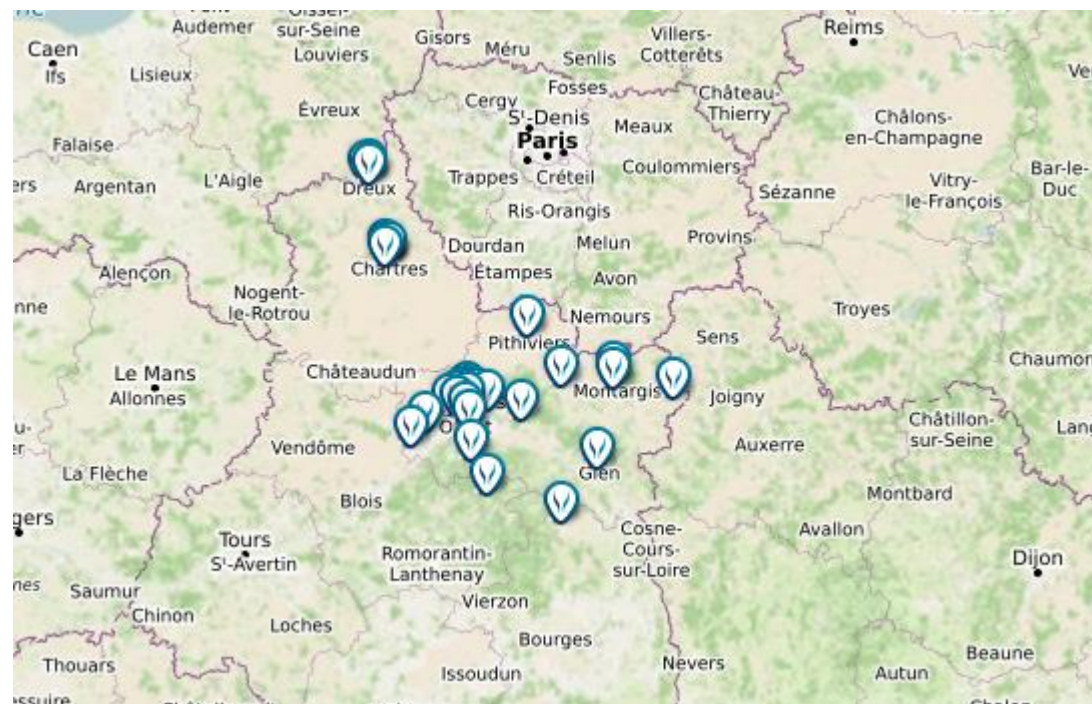 Audemer
sur-Seine
Louviers
Gisors
Méru
Villers-
Cotterêts
Reims
Caen
Ifs
Lisieux
Senlis
Fosses
Château-
Thierry
Évreux
Cergy
Sᵗ-Denis
Paris
Meaux
Châlons-
en-Champagne
Falaise
Argentan
L'Aigle
Dreux
Trappes
Créteil
Coulommiers
Sézanne
Vitry-
le-François
Bar-le-
Duc
Ris-Orangis
Chartres
Dourdan
Melun
Provins
Alençon
Étampes
Avon
Nogent-
le-Rotrou
Nemours
Troyes
Pithiviers
Sens
Le Mans
Allonnes
Châteaudun
Montargis
Joigny
Châtillon-
sur-Seine
Vendôme
Auxerre
La Flèche
Gien
Blois
Montbard
Avallon
Cosne-
Cours-
sur-Loire
Tours
Sᵗ-Avertin
Romorantin-
Lanthenay
Dijon
Saumur
Chinon
Loches
Vierzon
Bourges
Thouars
Issoudun
Nevers
Beaune
Autun